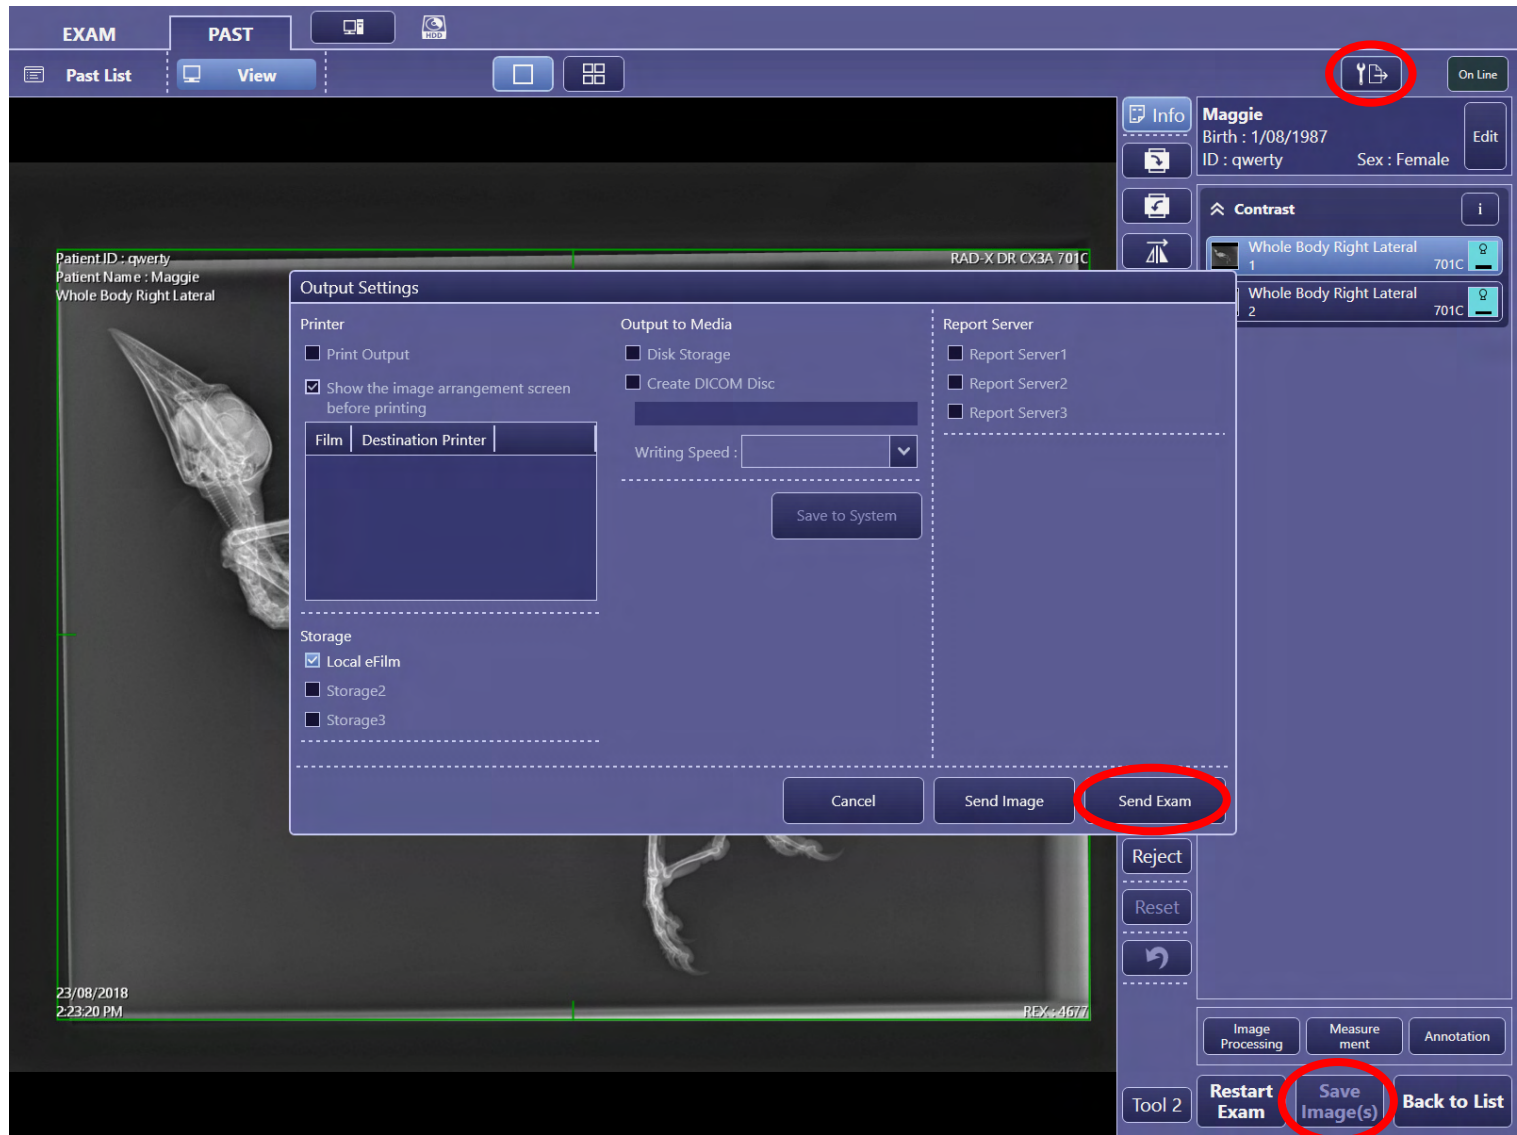 EXAM
PAST
HDD
Past List
View
On Line
Info
Maggie
Birth : 1/08/1987
ID : qwerty Sex : Female
Edit
Contrast
i
Whole Body Right Lateral
1 701C
Whole Body Right Lateral
2 701C
Patient ID : qwerty
Patient Name : Maggie
Whole Body Right Lateral
RAD-X DR CX3A 701C
Output Settings
Printer
Print Output
Show the image arrangement screen
before printing
Film Destination Printer
Storage
Local eFilm
Storage2
Storage3
Output to Media
Disk Storage
Create DICOM Disc
Writing Speed :
Save to System
Report Server
Report Server1
Report Server2
Report Server3
Cancel
Send Image
Send Exam
Reject
Reset
23/08/2018
2:23:20 PM
REX : 4677
Image
Processing
Measure
ment
Annotation
Tool 2
Restart
Exam
Save
Image(s)
Back to List